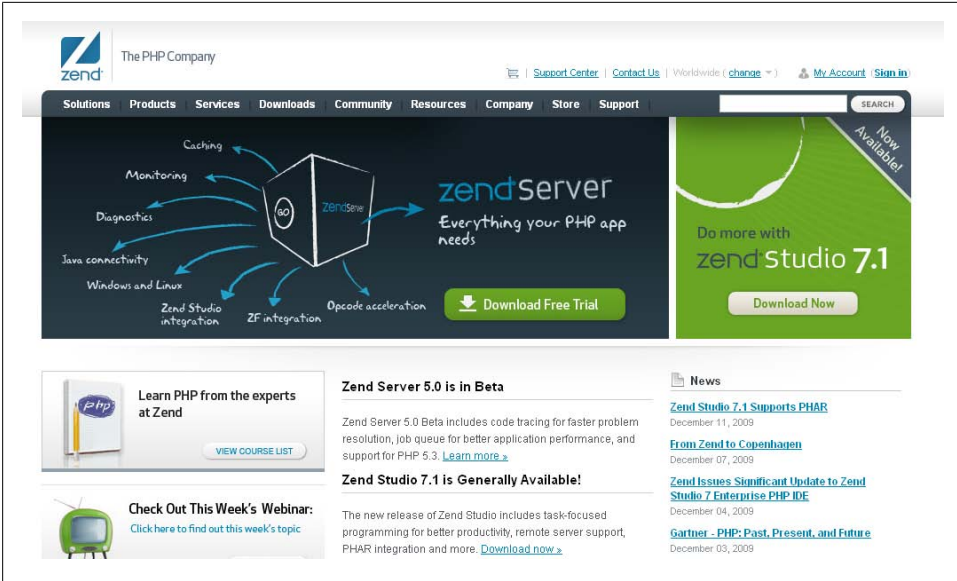 zend
The PHP Company
Support Center | Contact Us | Worldwide ( change ) My Account (Sign in)
Solutions | Products | Services | Downloads | Community | Resources | Company | Store | Support | SEARCH
Caching
Monitoring
Diagnostics
Java connectivity
Windows and Linux
Zend Studio
integration
ZF integration
Opcode acceleration
GO
zendServer
zend Server
Everything your PHP app
needs
Download Free Trial
Now
Available!
Do more with
zend Studio 7.1
Download Now
php
Learn PHP from the experts
at Zend
VIEW COURSE LIST
Check Out This Week's Webinar:
Click here to find out this week's topic
Zend Server 5.0 is in Beta
Zend Server 5.0 Beta includes code tracing for faster problem
resolution, job queue for better application performance, and
support for PHP 5.3. Learn more »
Zend Studio 7.1 is Generally Available!
The new release of Zend Studio includes task-focused
programming for better productivity, remote server support,
PHAR integration and more. Download now »
News
Zend Studio 7.1 Supports PHAR
December 11, 2009
From Zend to Copenhagen
December 07, 2009
Zend Issues Significant Update to Zend
Studio 7 Enterprise PHP IDE
December 04, 2009
Gartner - PHP: Past, Present, and Future
December 03, 2009